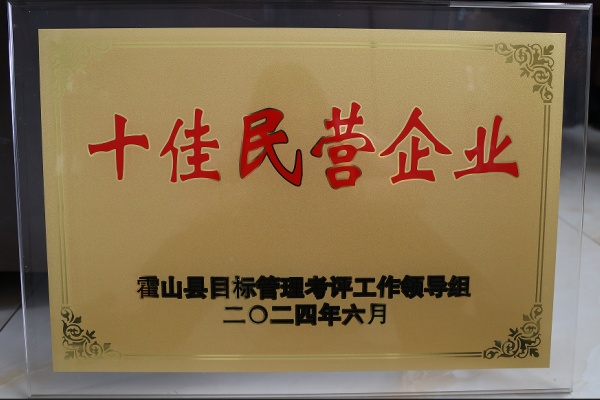 十佳民营企业
霍山县目标管理考评工作领导组
二〇二四年六月